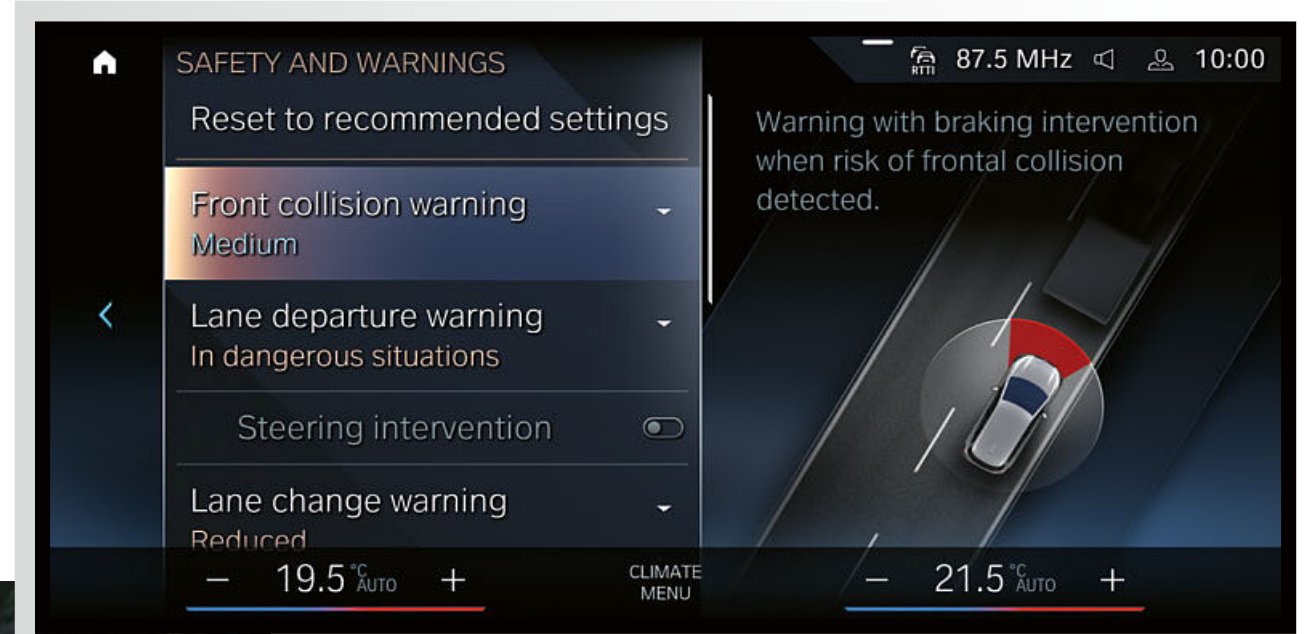 SAFETY AND WARNINGS
RTTI 87.5 MHz 10:00
Reset to recommended settings
Front collision warning
Medium
Lane departure warning
In dangerous situations
Steering intervention
Lane change warning
Reduced
Warning with braking intervention
when risk of frontal collision
detected.
− 19.5 °C AUTO +
CLIMATE
MENU
− 21.5 °C AUTO +